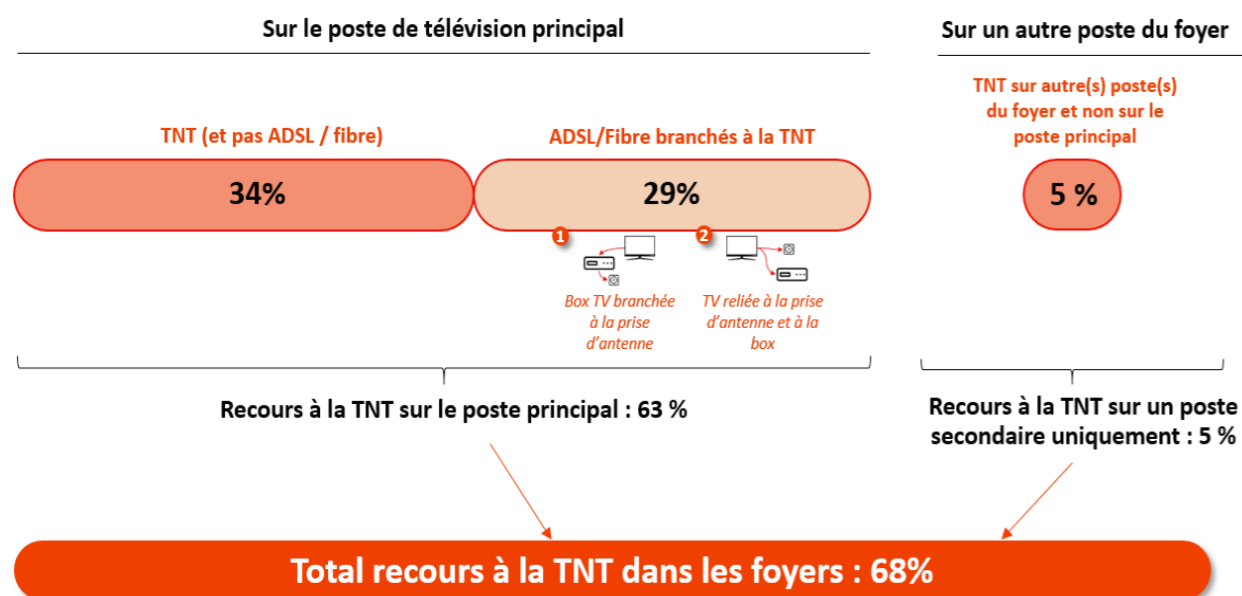 Sur le poste de télévision principal
Sur un autre poste du foyer
TNT (et pas ADSL / fibre)
ADSL/Fibre branchés à la TNT
TNT sur autre(s) poste(s)
du foyer et non sur le
poste principal
34%
29%
5 %
1
2
Box TV branchée
à la prise
d'antenne
TV reliée à la prise
d'antenne et à la
box
Recours à la TNT sur le poste principal : 63 %
Recours à la TNT sur un poste
secondaire uniquement : 5 %
Total recours à la TNT dans les foyers : 68%